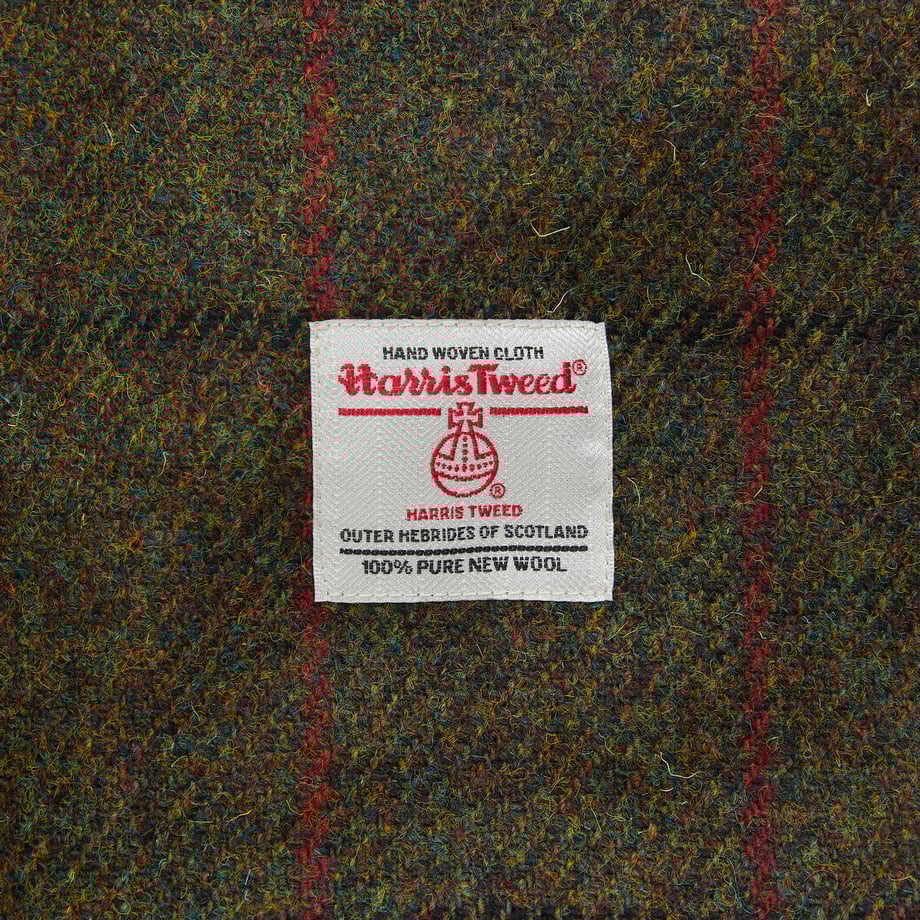 HAND WOVEN CLOTH
Harris Tweed®
®
HARRIS TWEED
OUTER HEBRIDES OF SCOTLAND
100% PURE NEW WOOL